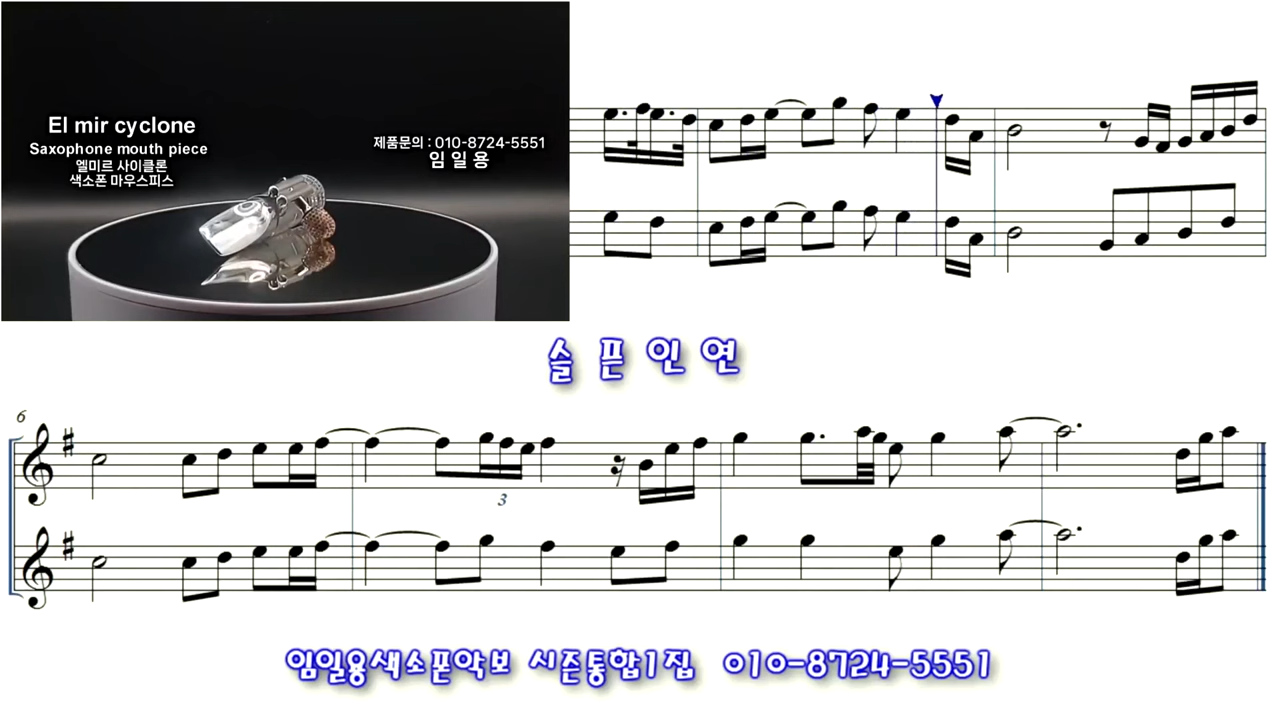 El mir cyclone
Saxophone mouth piece
엘미르 사이클론
색소폰 마우스피스
제품문의 : 010-8724-5551
임 일 용
슬 픈 인 연
6
3
임일용색소폰악보 시즌통합1집 010-8724-5551